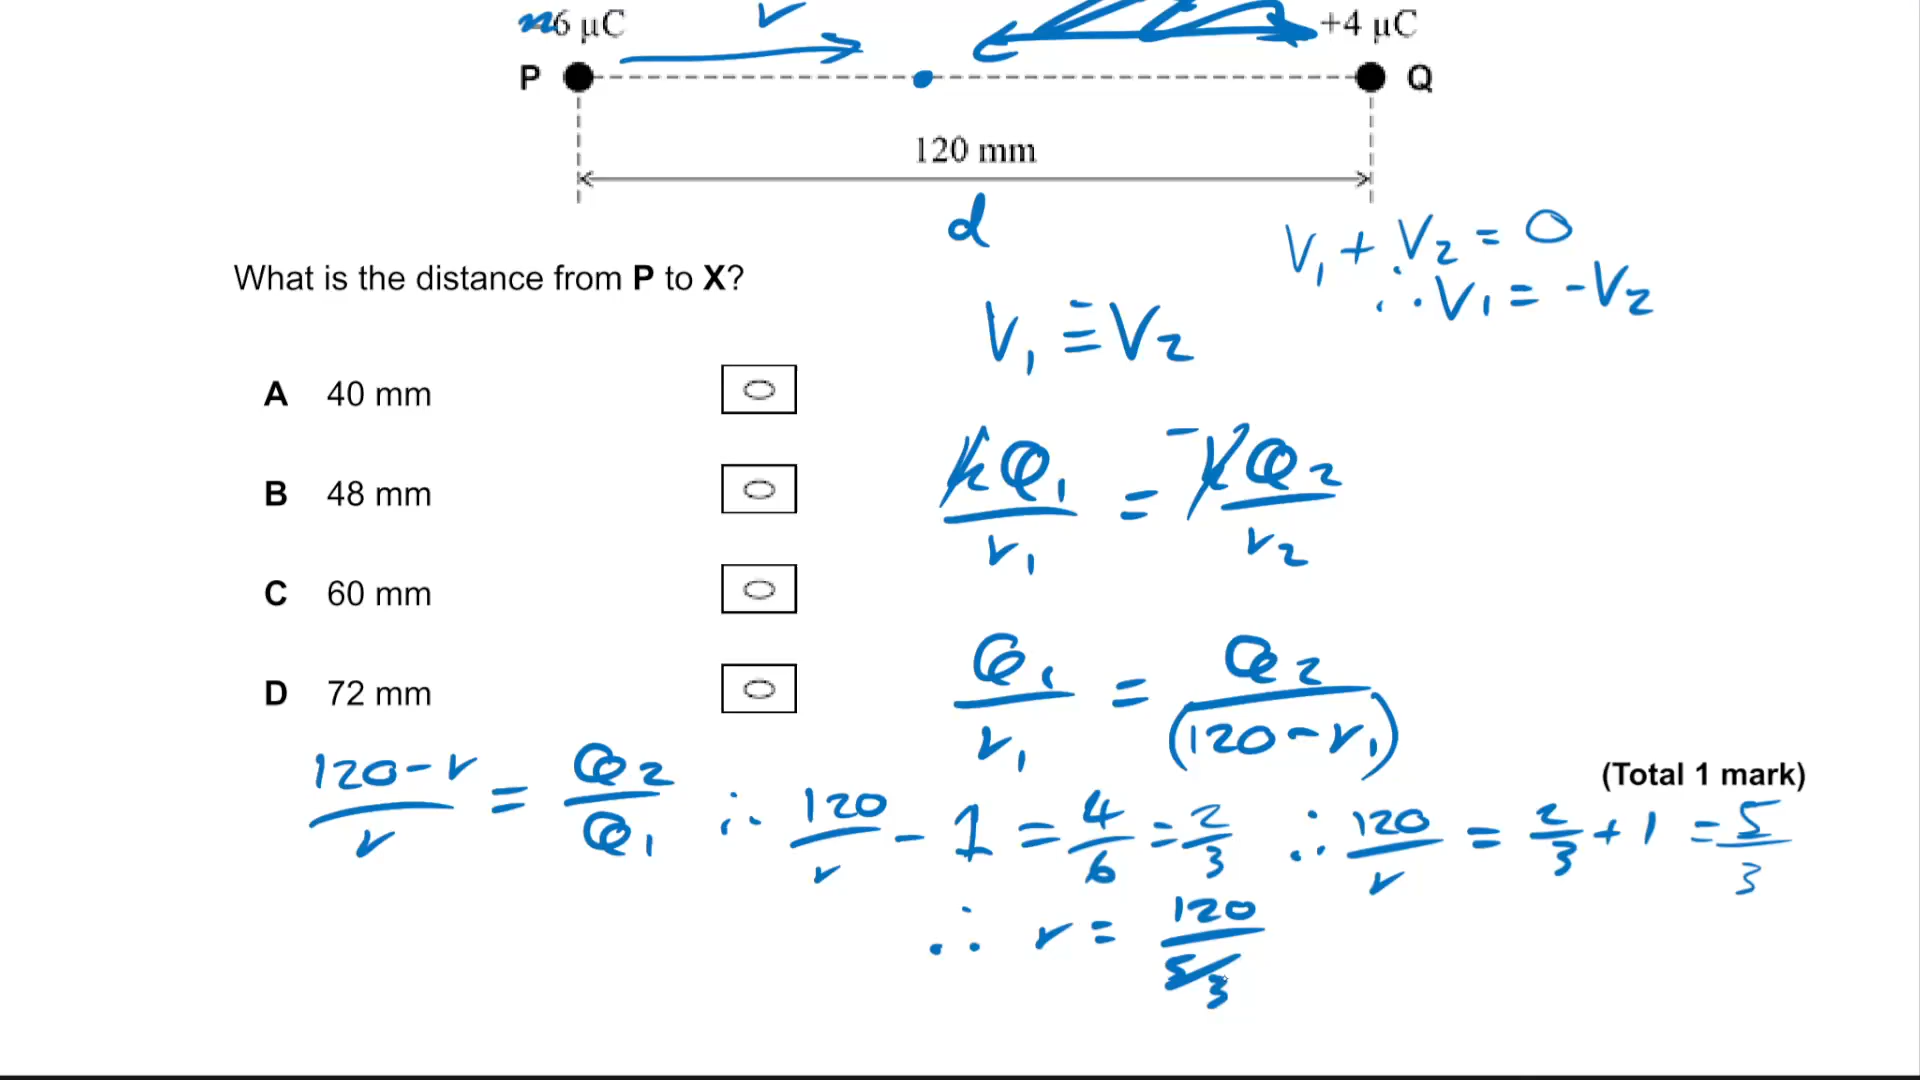 6 μC
r
+4 μC
P
Q
120 mm
d
V₁ + V₂ = 0
∴ V₁ = -V₂
What is the distance from P to X?
V₁ ≡ V₂
A 40 mm
B 48 mm
C 60 mm
D 72 mm
kQ₁/r₁ = -kQ₂/r₂
Q₁/r₁ = Q₂/(120-r₁)
(Total 1 mark)
120-r/r = Q₂/Q₁ ∴ 120/r - 1 = 4/6 = 2/3 ∴ 120/r = 2/3 + 1 = 5/3
∴ r = 120/5/3